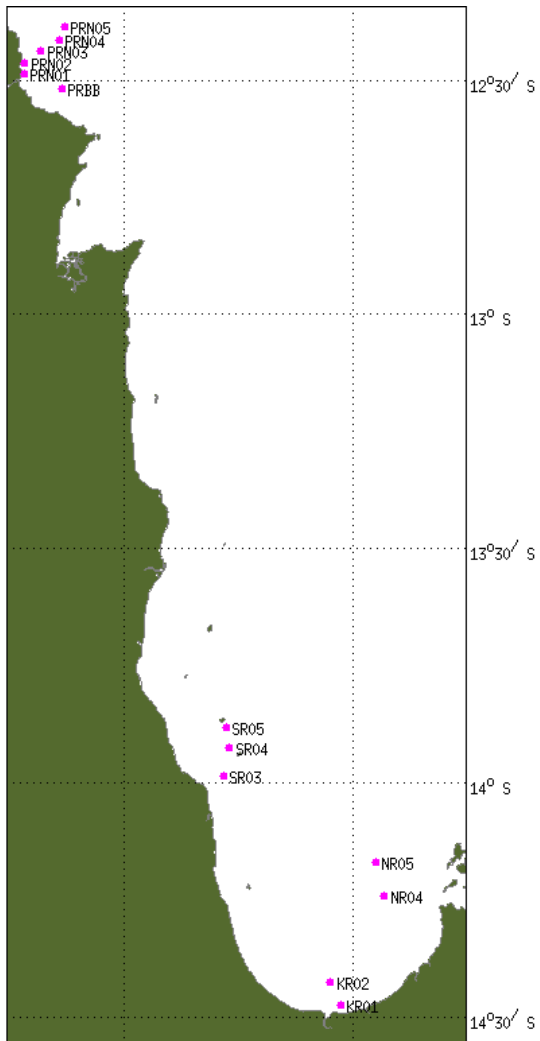 PRN05
PRN04
PRN03
PRN02
PRN01
12°30′ S
PRBB
13° S
13°30′ S
SR05
SR04
SR03
14° S
NR05
NR04
KR02
KR01
14°30′ S